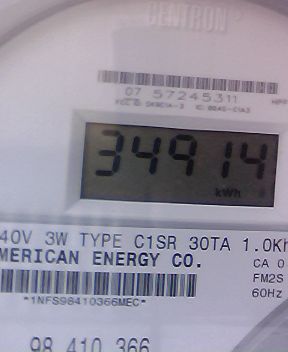 CENTRON
07 57245311
34914
kWh
40V 3W TYPE C1SR 30TA 1.0Kh
MERICAN ENERGY CO.
CA 0
FM2S
60Hz
*1NFS98410366MEC*
98 410 366